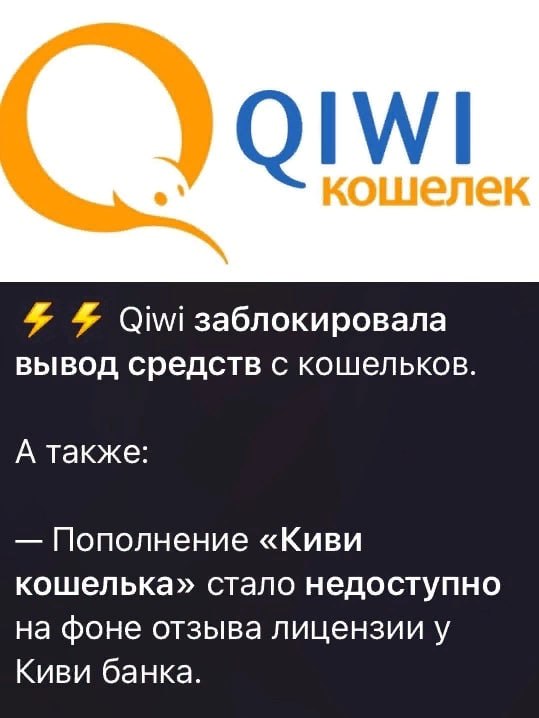 QIWI
кошелек
⚡⚡ Qiwi заблокировала
вывод средств с кошельков.
А также:
— Пополнение «Киви
кошелька» стало недоступно
на фоне отзыва лицензии у
Киви банка.